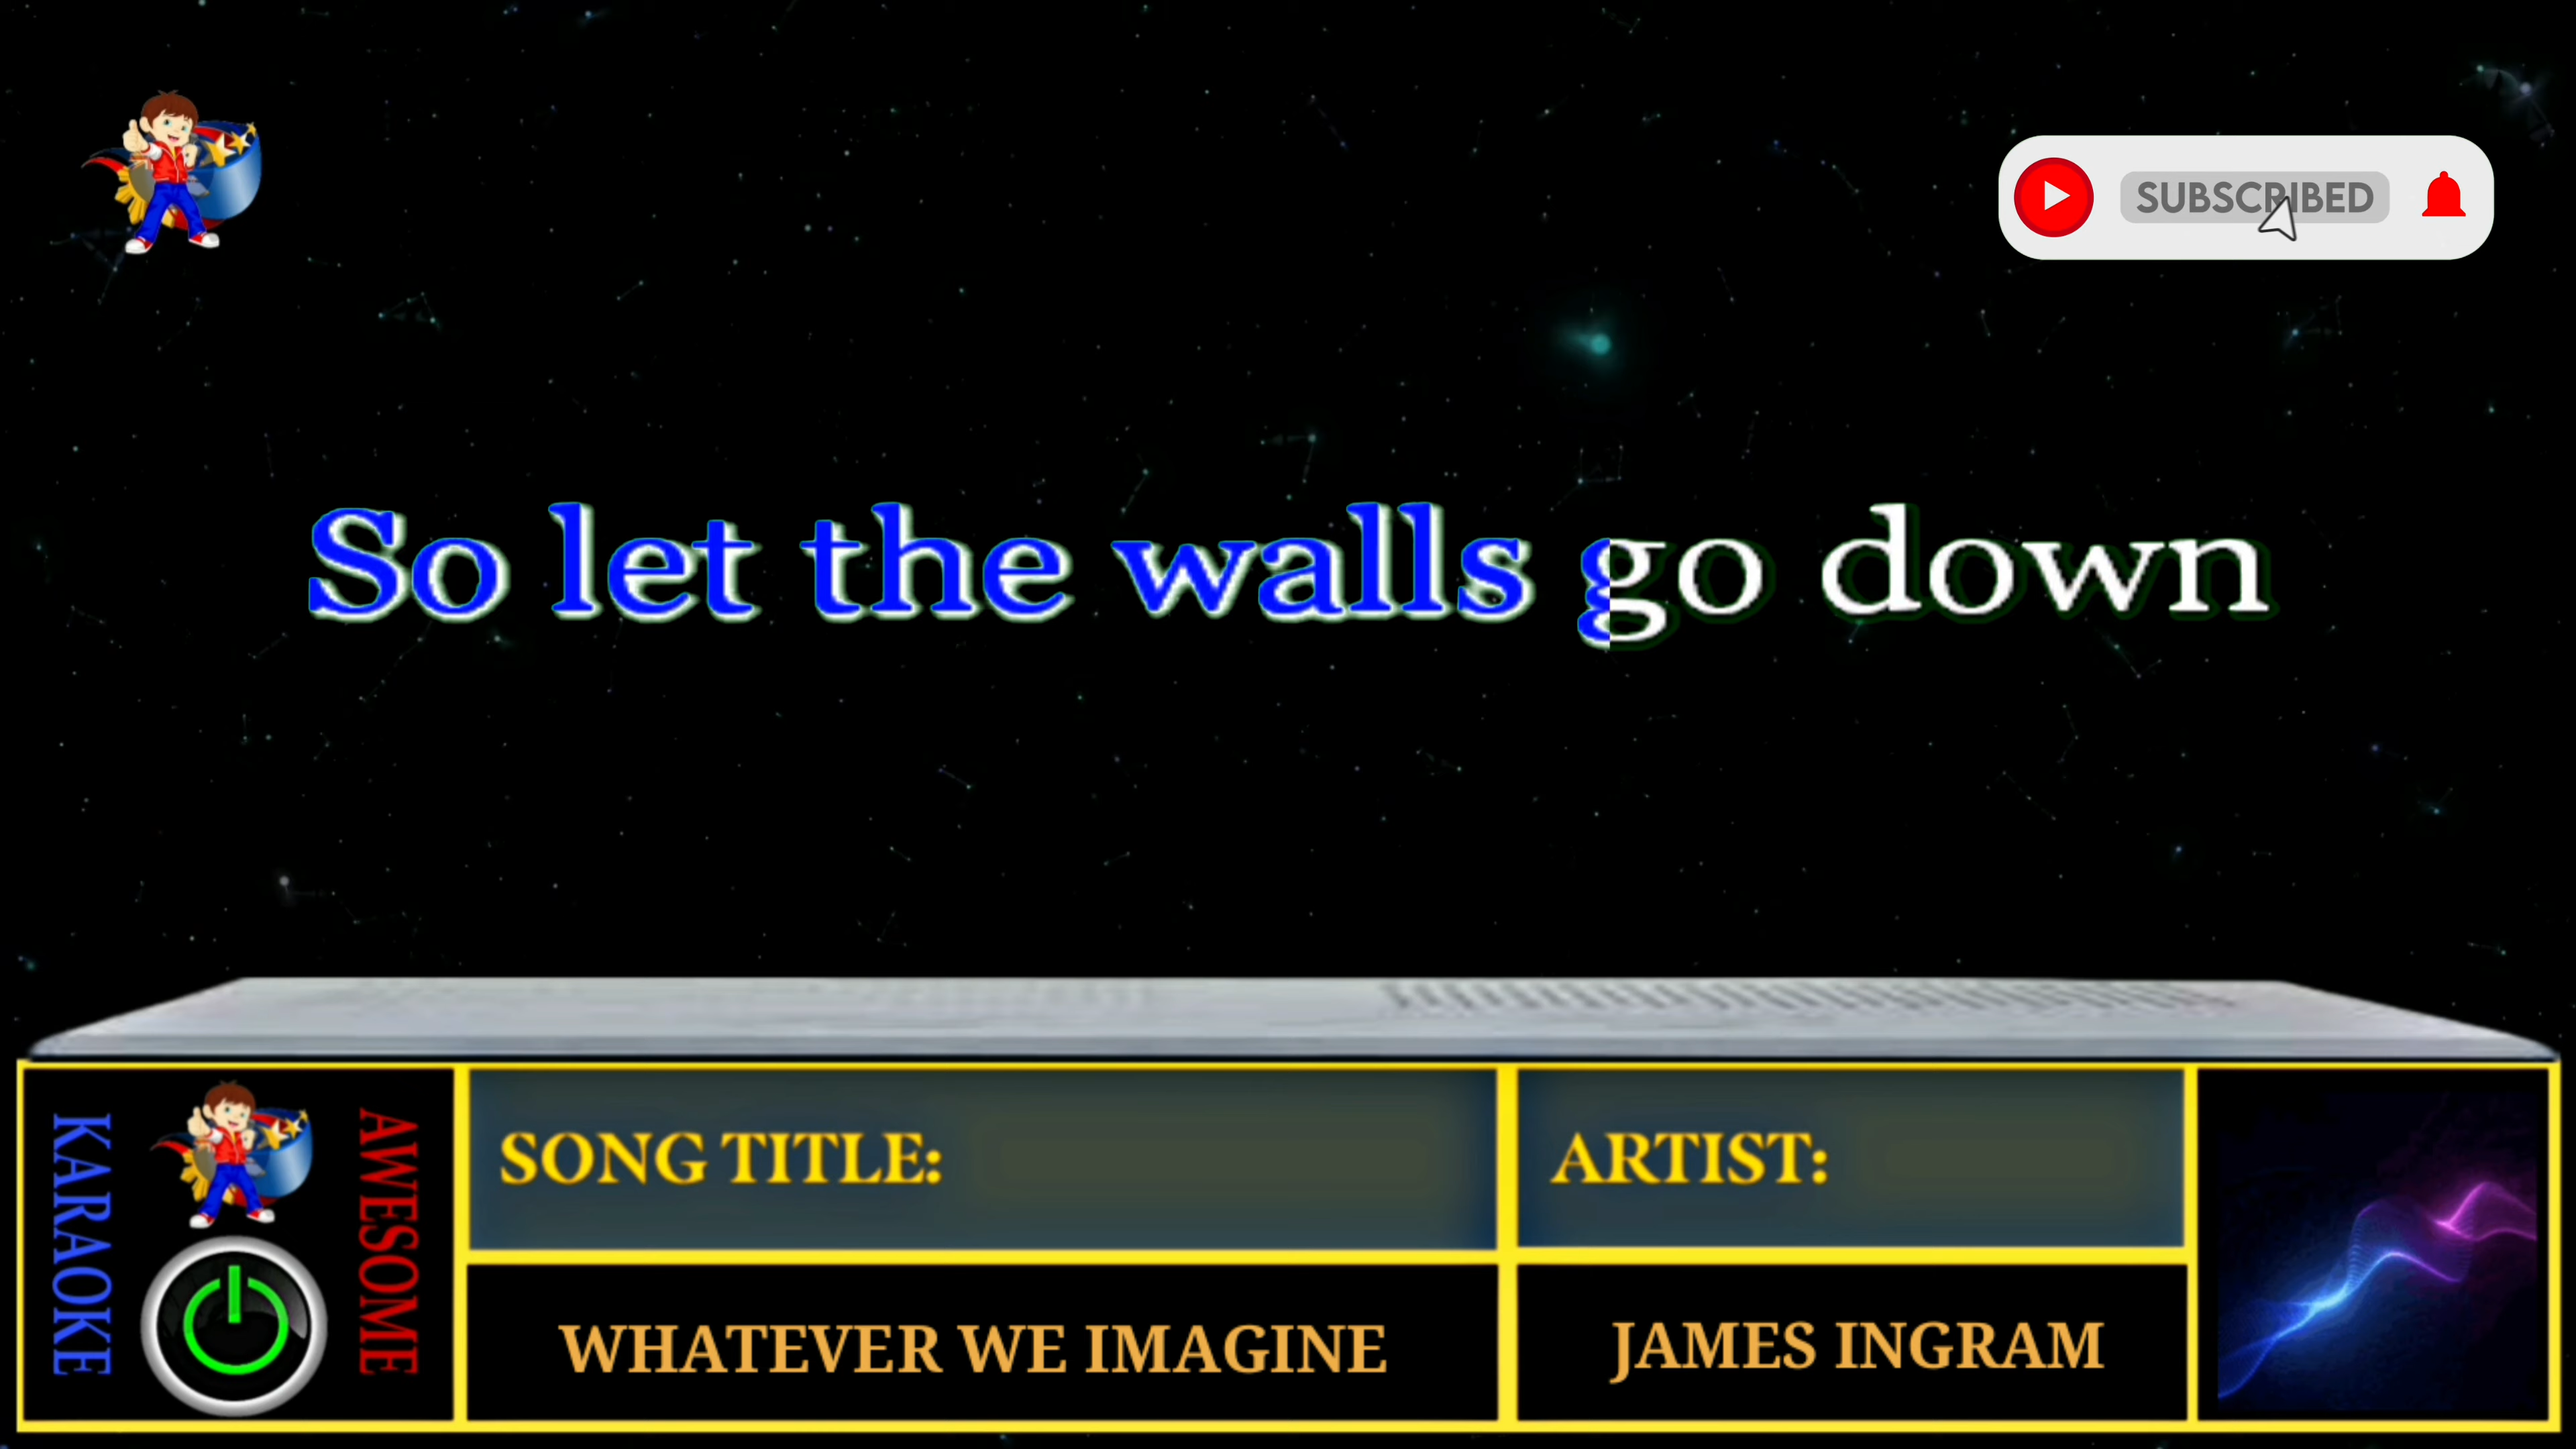 SUBSCRIBED
So let the walls go down
KARAOKE
AWESOME
SONG TITLE:
ARTIST:
WHATEVER WE IMAGINE
JAMES INGRAM